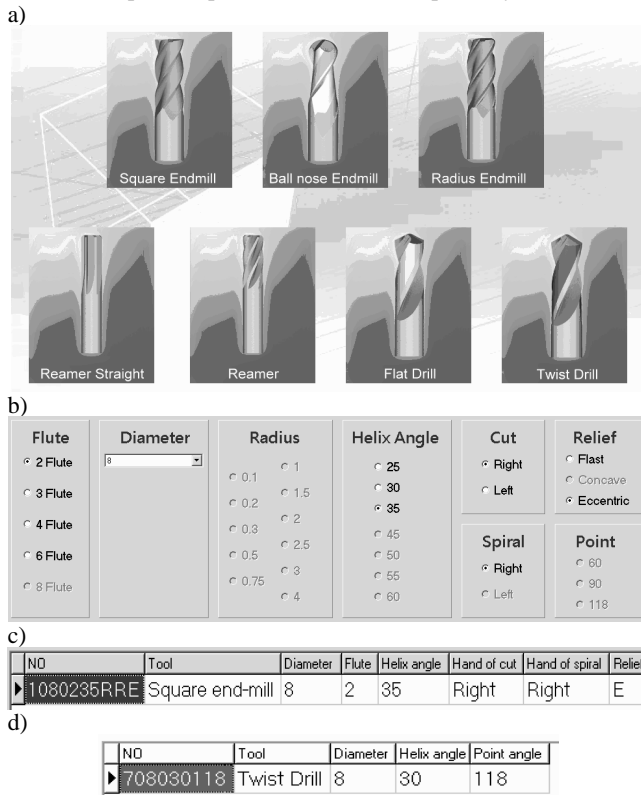 a)
Square Endmill Ball nose Endmill Radius Endmill
Reamer Straight Reamer Flat Drill Twist Drill
b)
Flute
2 Flute
3 Flute
4 Flute
6 Flute
8 Flute
Diameter
8
Radius
0.1
0.2
0.3
0.5
0.75
1
1.5
2
2.5
3
4
Helix Angle
25
30
35
45
50
55
60
Cut
Right
Left
Spiral
Right
Left
Relief
Flast
Concave
Eccentric
Point
60
90
118
c)
NO Tool Diameter Flute Helix angle Hand of cut Hand of spiral Relief
1080235RRE Square end-mill 8 2 35 Right Right E
d)
NO Tool Diameter Helix angle Point angle
708030118 Twist Drill 8 30 118